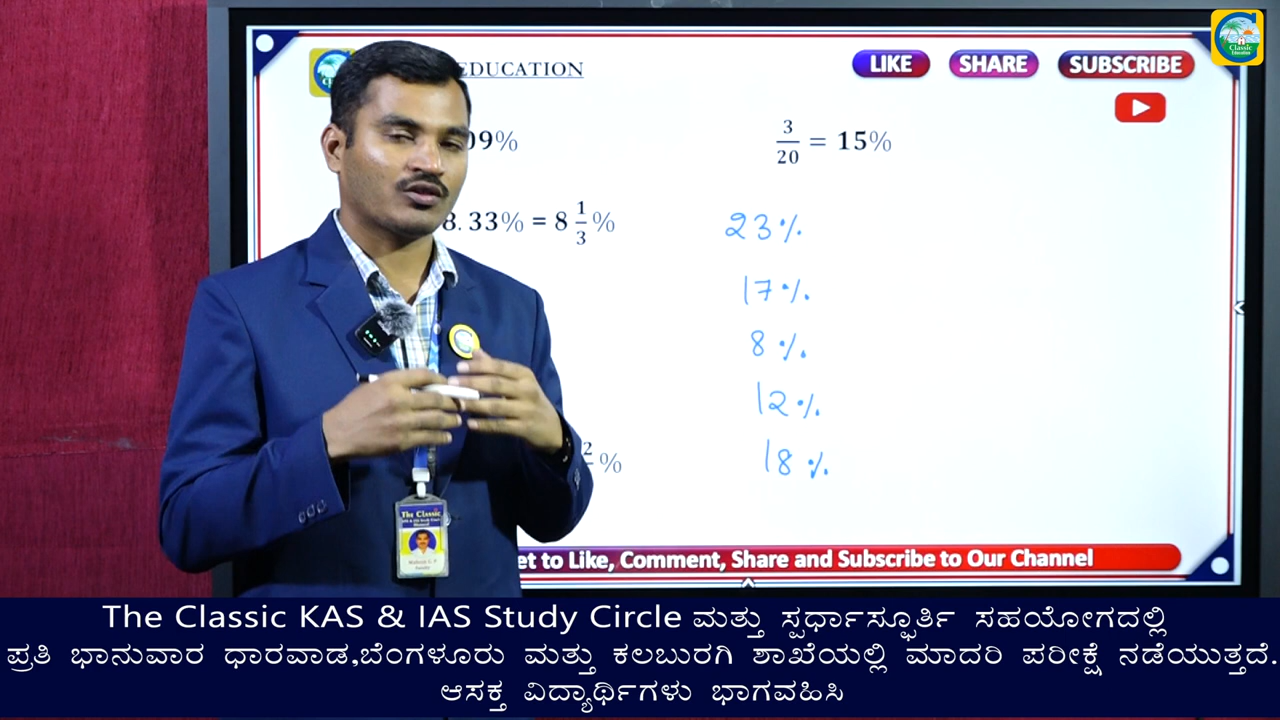 EDUCATION
LIKE SHARE SUBSCRIBE
Classic
09%
3/20 = 15%
8.33% = 8 1/3 %
23%
17%
8%
12%
18%
2 %
The Classic
to Like, Comment, Share and Subscribe to Our Channel
The Classic KAS & IAS Study Circle ಮತ್ತು ಸ್ಪರ್ಧಾಸ್ಫೂರ್ತಿ ಸಹಯೋಗದಲ್ಲಿ
ಪ್ರತಿ ಭಾನುವಾರ ಧಾರವಾಡ,ಬೆಂಗಳೂರು ಮತ್ತು ಕಲಬುರಗಿ ಶಾಖೆಯಲ್ಲಿ ಮಾದರಿ ಪರೀಕ್ಷೆ ನಡೆಯುತ್ತದೆ.
ಆಸಕ್ತ ವಿದ್ಯಾರ್ಥಿಗಳು ಭಾಗವಹಿಸಿ